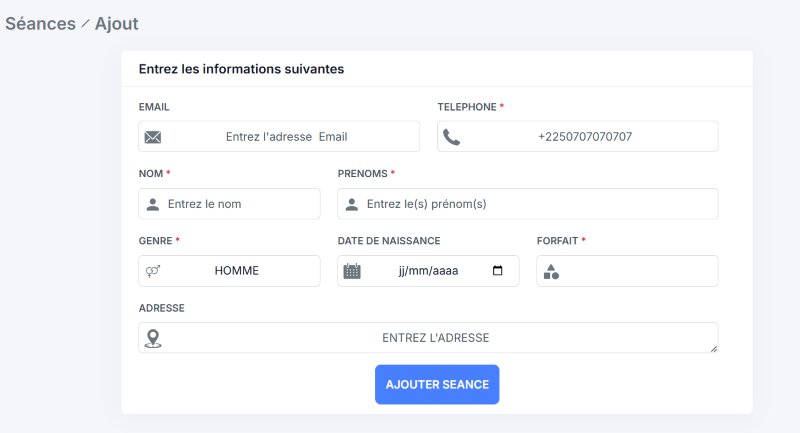 Séances / Ajout
Entrez les informations suivantes
EMAIL
TELEPHONE *
Entrez l'adresse Email
+2250707070707
NOM *
PRENOMS *
Entrez le nom
Entrez le(s) prénom(s)
GENRE *
DATE DE NAISSANCE
FORFAIT *
HOMME
jj/mm/aaaa
ADRESSE
ENTREZ L'ADRESSE
AJOUTER SEANCE